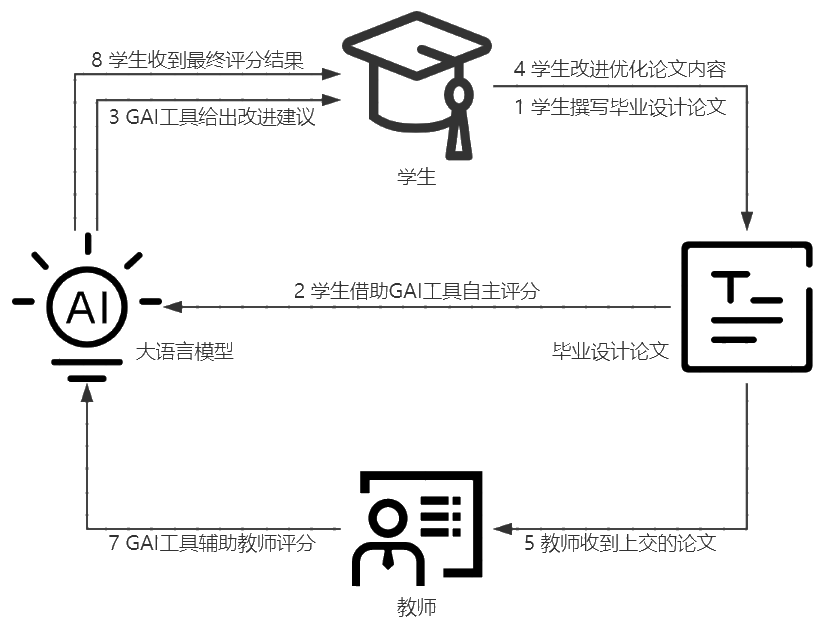 8 学生收到最终评分结果
4 学生改进优化论文内容
3 GAI工具给出改进建议
1 学生撰写毕业设计论文
学生
AI
T
2 学生借助GAI工具自主评分
大语言模型
毕业设计论文
7 GAI工具辅助教师评分
5 教师收到上交的论文
教师